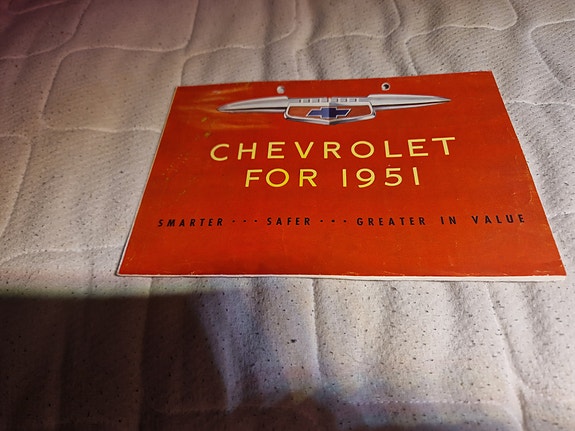 CHEVROLET
FOR 1951
SMARTER ··· SAFER ··· GREATER IN VALUE